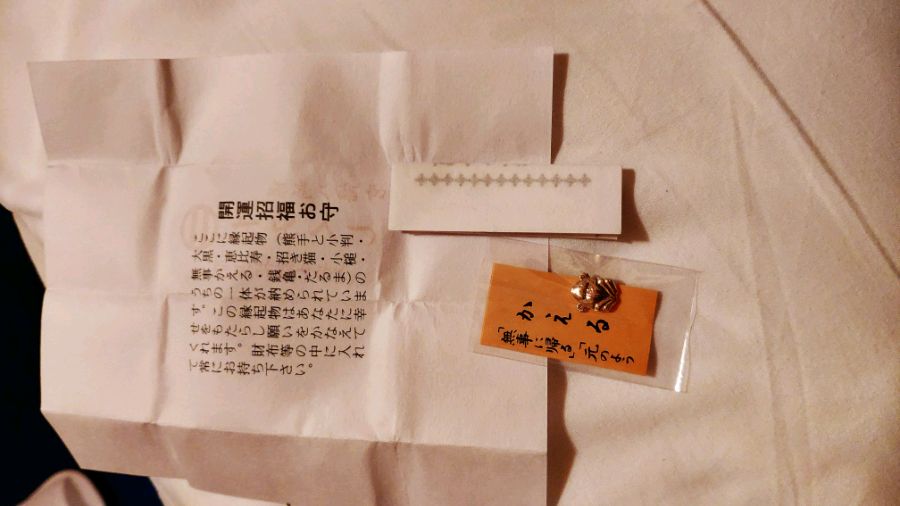 開運招福お守
ここに縁起物(熊手と小判・
大黒・恵比寿・招き猫・小槌・
無事かえる・銭亀・だるま)の
うちの一体が納められていま
す。この縁起物はあなたに幸
せをもたらし願いをかなえて
くれます。財布等の中に入れ
て常にお持ち下さい。
かえる
「無事に帰る」「元のよう